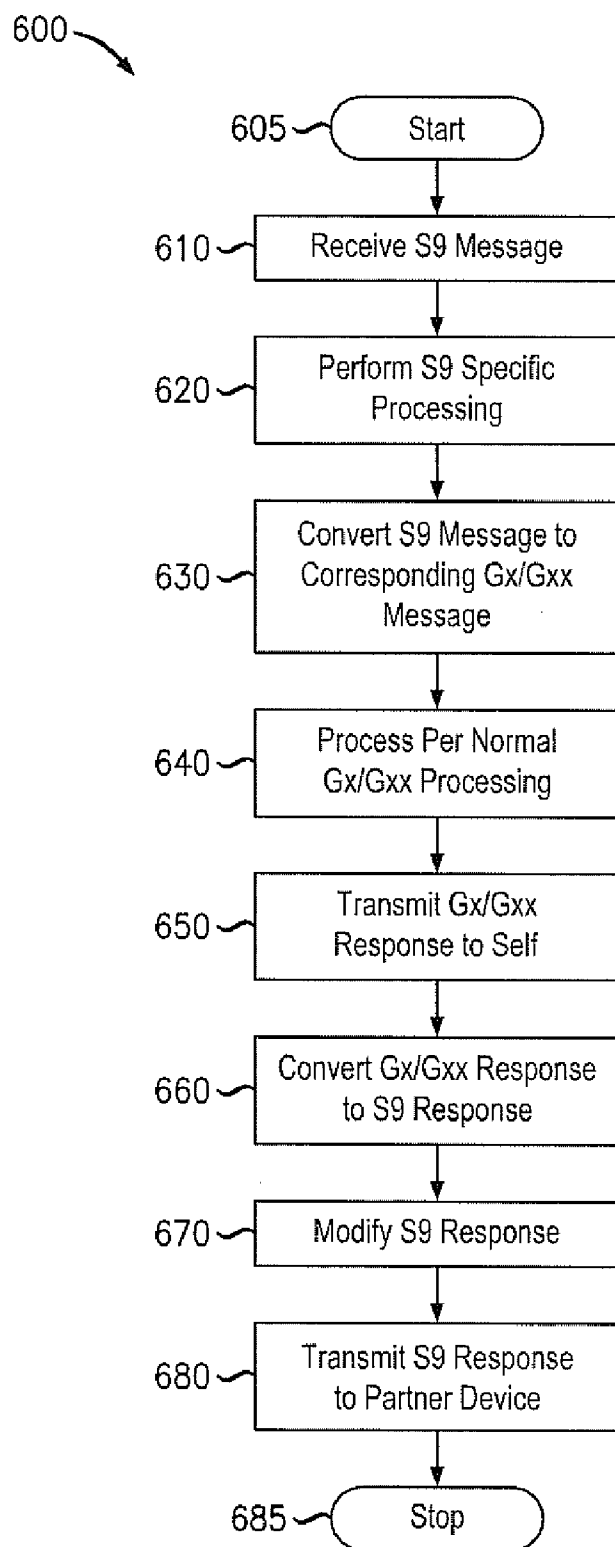 600
605
Start
610
Receive S9 Message
620
Perform S9 Specific
Processing
630
Convert S9 Message to
Corresponding Gx/Gxx
Message
640
Process Per Normal
Gx/Gxx Processing
650
Transmit Gx/Gxx
Response to Self
660
Convert Gx/Gxx Response
to S9 Response
670
Modify S9 Response
680
Transmit S9 Response
to Partner Device
685
Stop